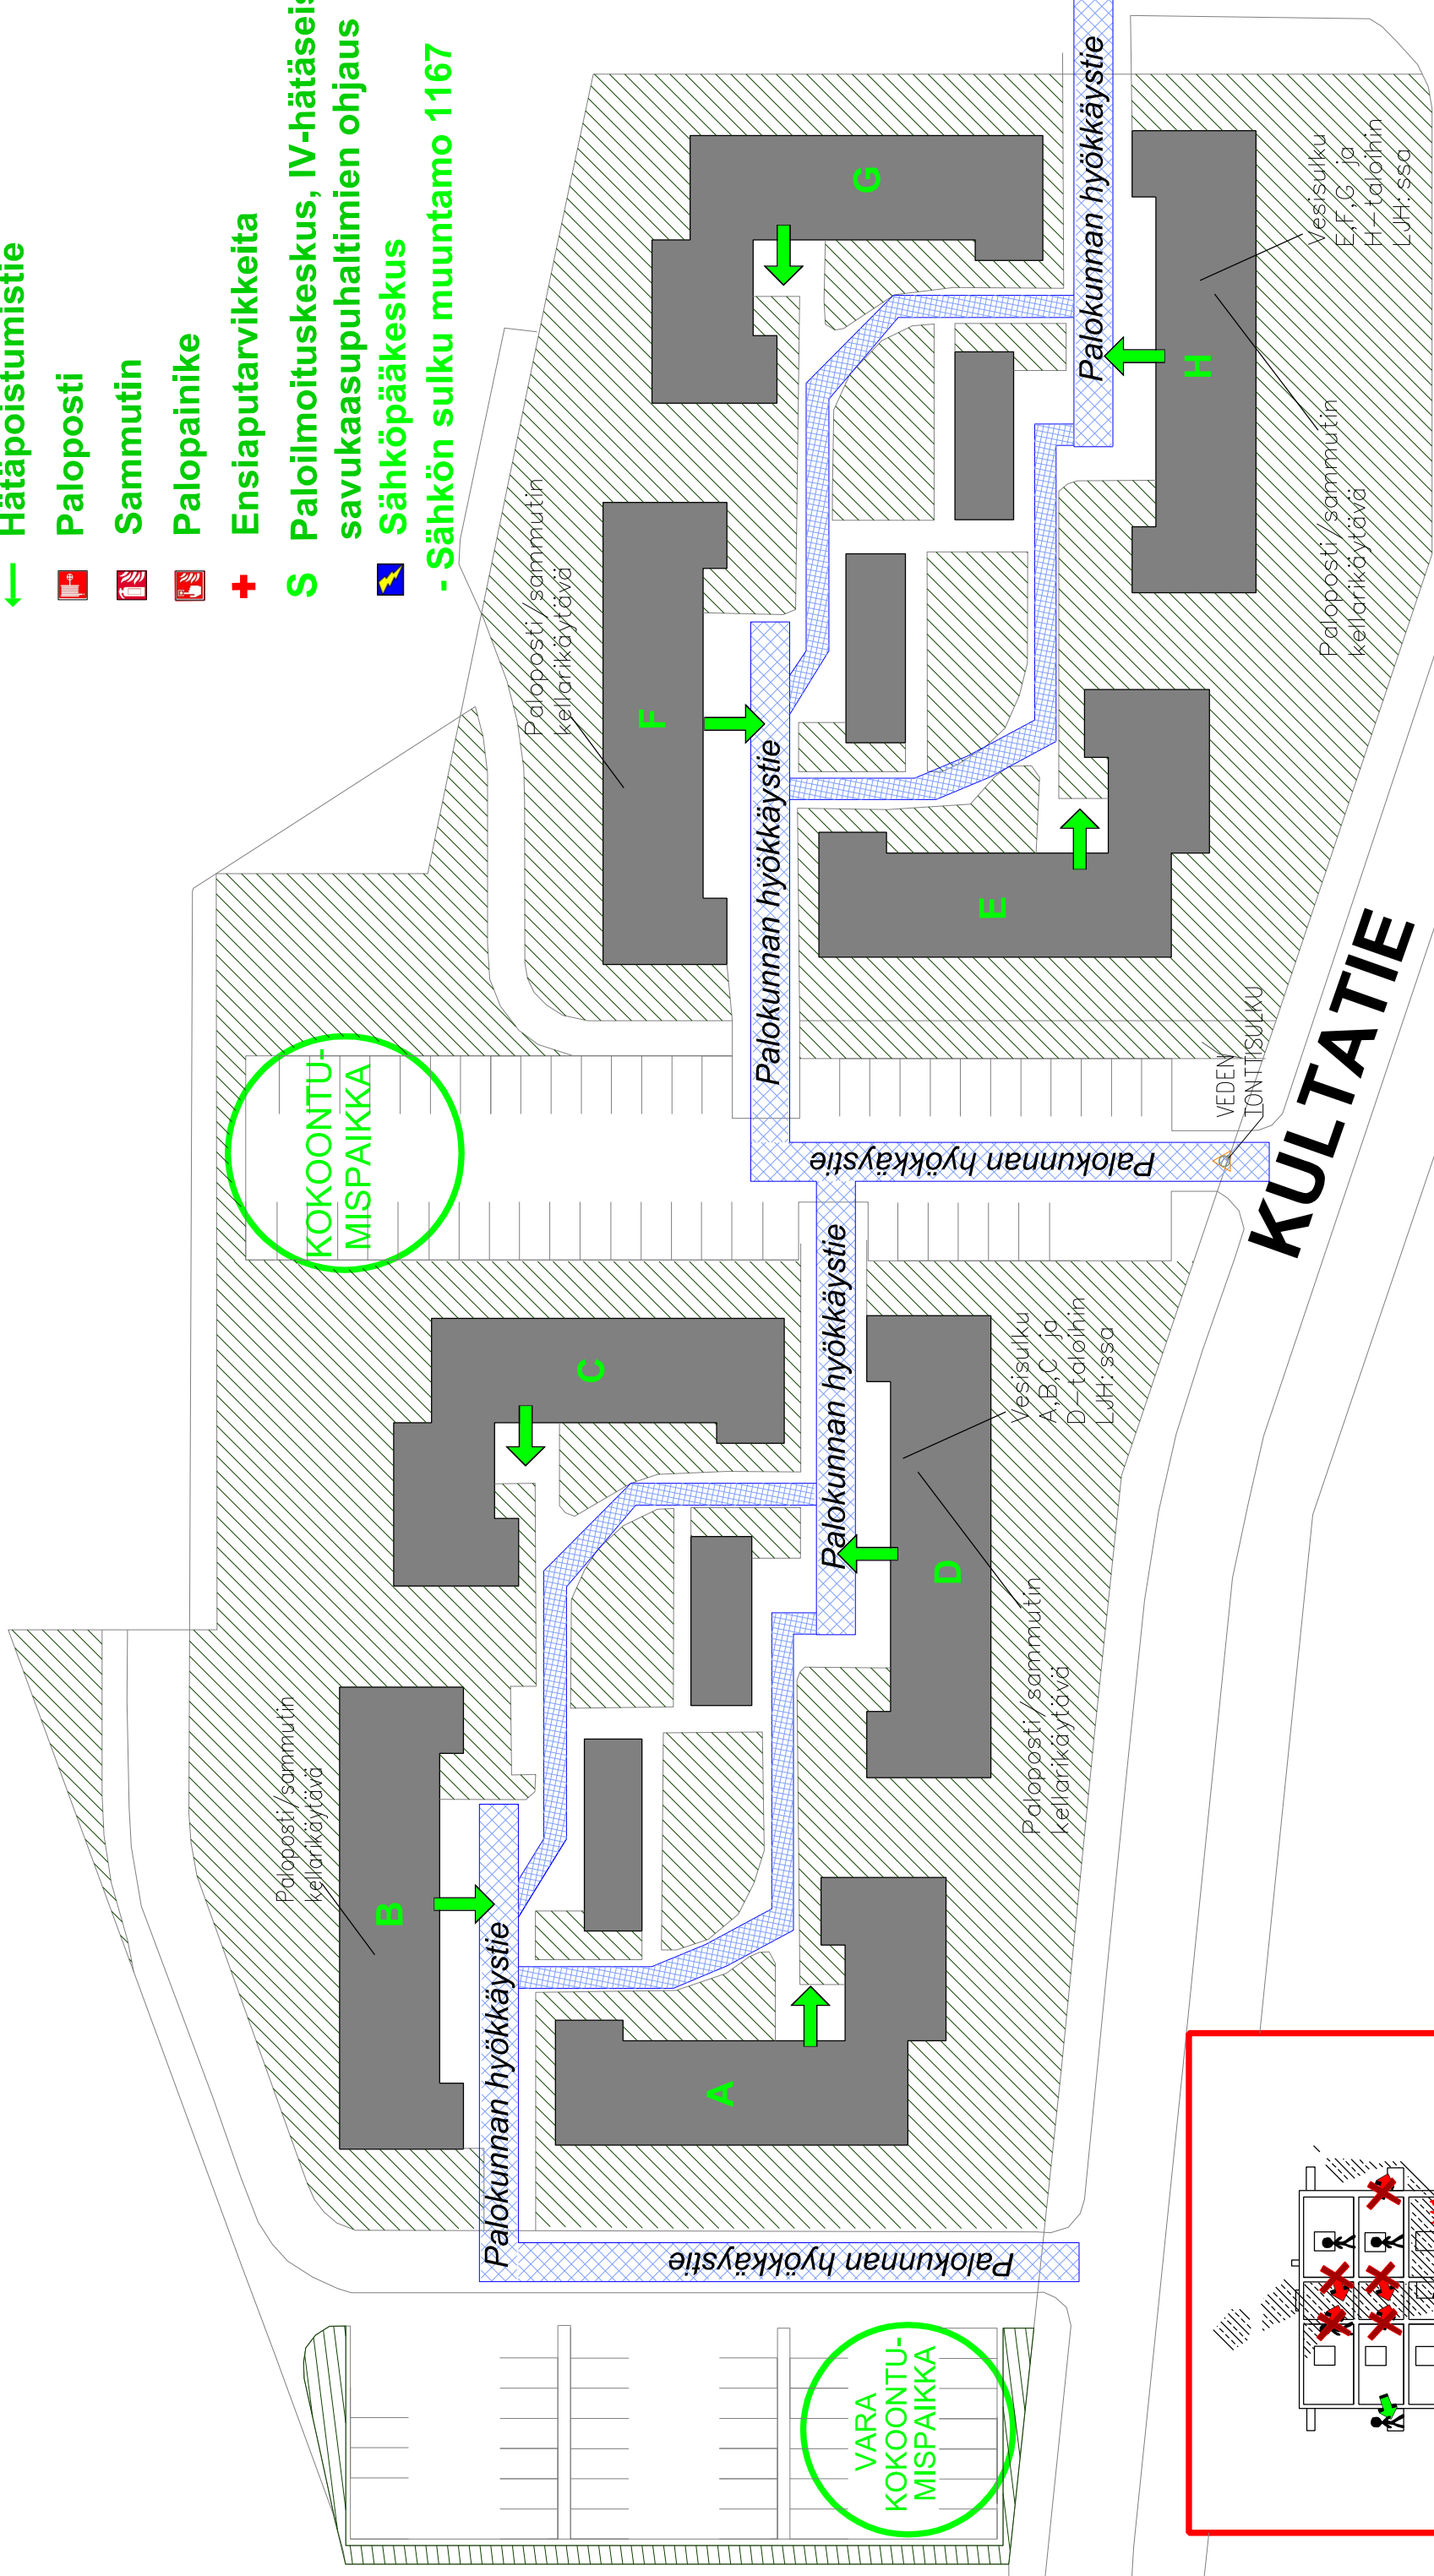 Hätäpoistumistie
Paloposti
Sammutin
Palopainike
Ensiaputarvikkeita
S Paloilmoituskeskus, IV-hätäseis
savukaasupuhaltimien ohjaus
Sähköpääkeskus
- Sähkön sulku muuntamo 1167
Paloposti/sammutin
kellarikäytävä
B
Palokunnan hyökkäystie
A
Palokunnan hyökkäystie
C
Palokunnan hyökkäystie
D
Vesisulku
A,B,C ja
D-taloihin
LJH:ssa
Paloposti/sammutin
kellarikäytävä
VARA
KOKOONTU-
MISPAIKKA
KOKOONTU-
MISPAIKKA
Paloposti/sammutin
kellarikäytävä
F
Palokunnan hyökkäystie
Palokunnan hyökkäystie
G
E
Palokunnan hyökkäystie
H
Vesisulku
E,F,G ja
H-taloihin
LJH:ssa
Paloposti/sammutin
kellarikäytävä
VEDEN
TONTTISULKU
KULTATIE